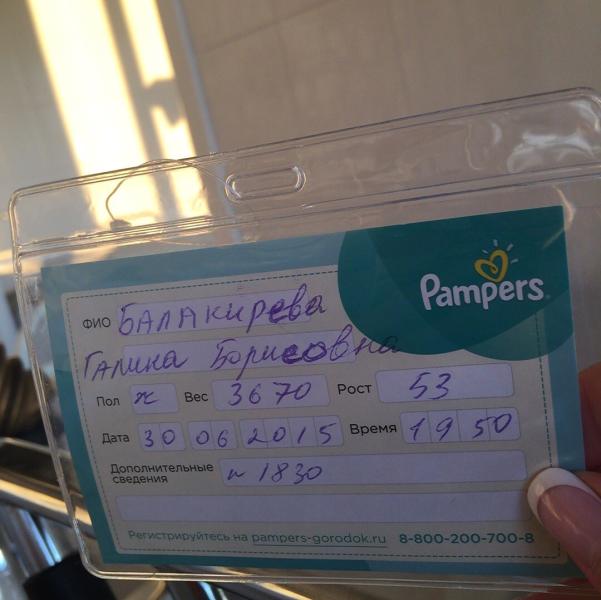 Pampers
ФИО БАЛАКИРЕВА
ГАЛИНА БОРИСОВНА
Пол ж Вес 3670 Рост 53
Дата 30 06 2015 Время 19 50
Дополнительные сведения n 1830
Регистрируйтесь на pampers-gorodok.ru 8-800-200-700-8